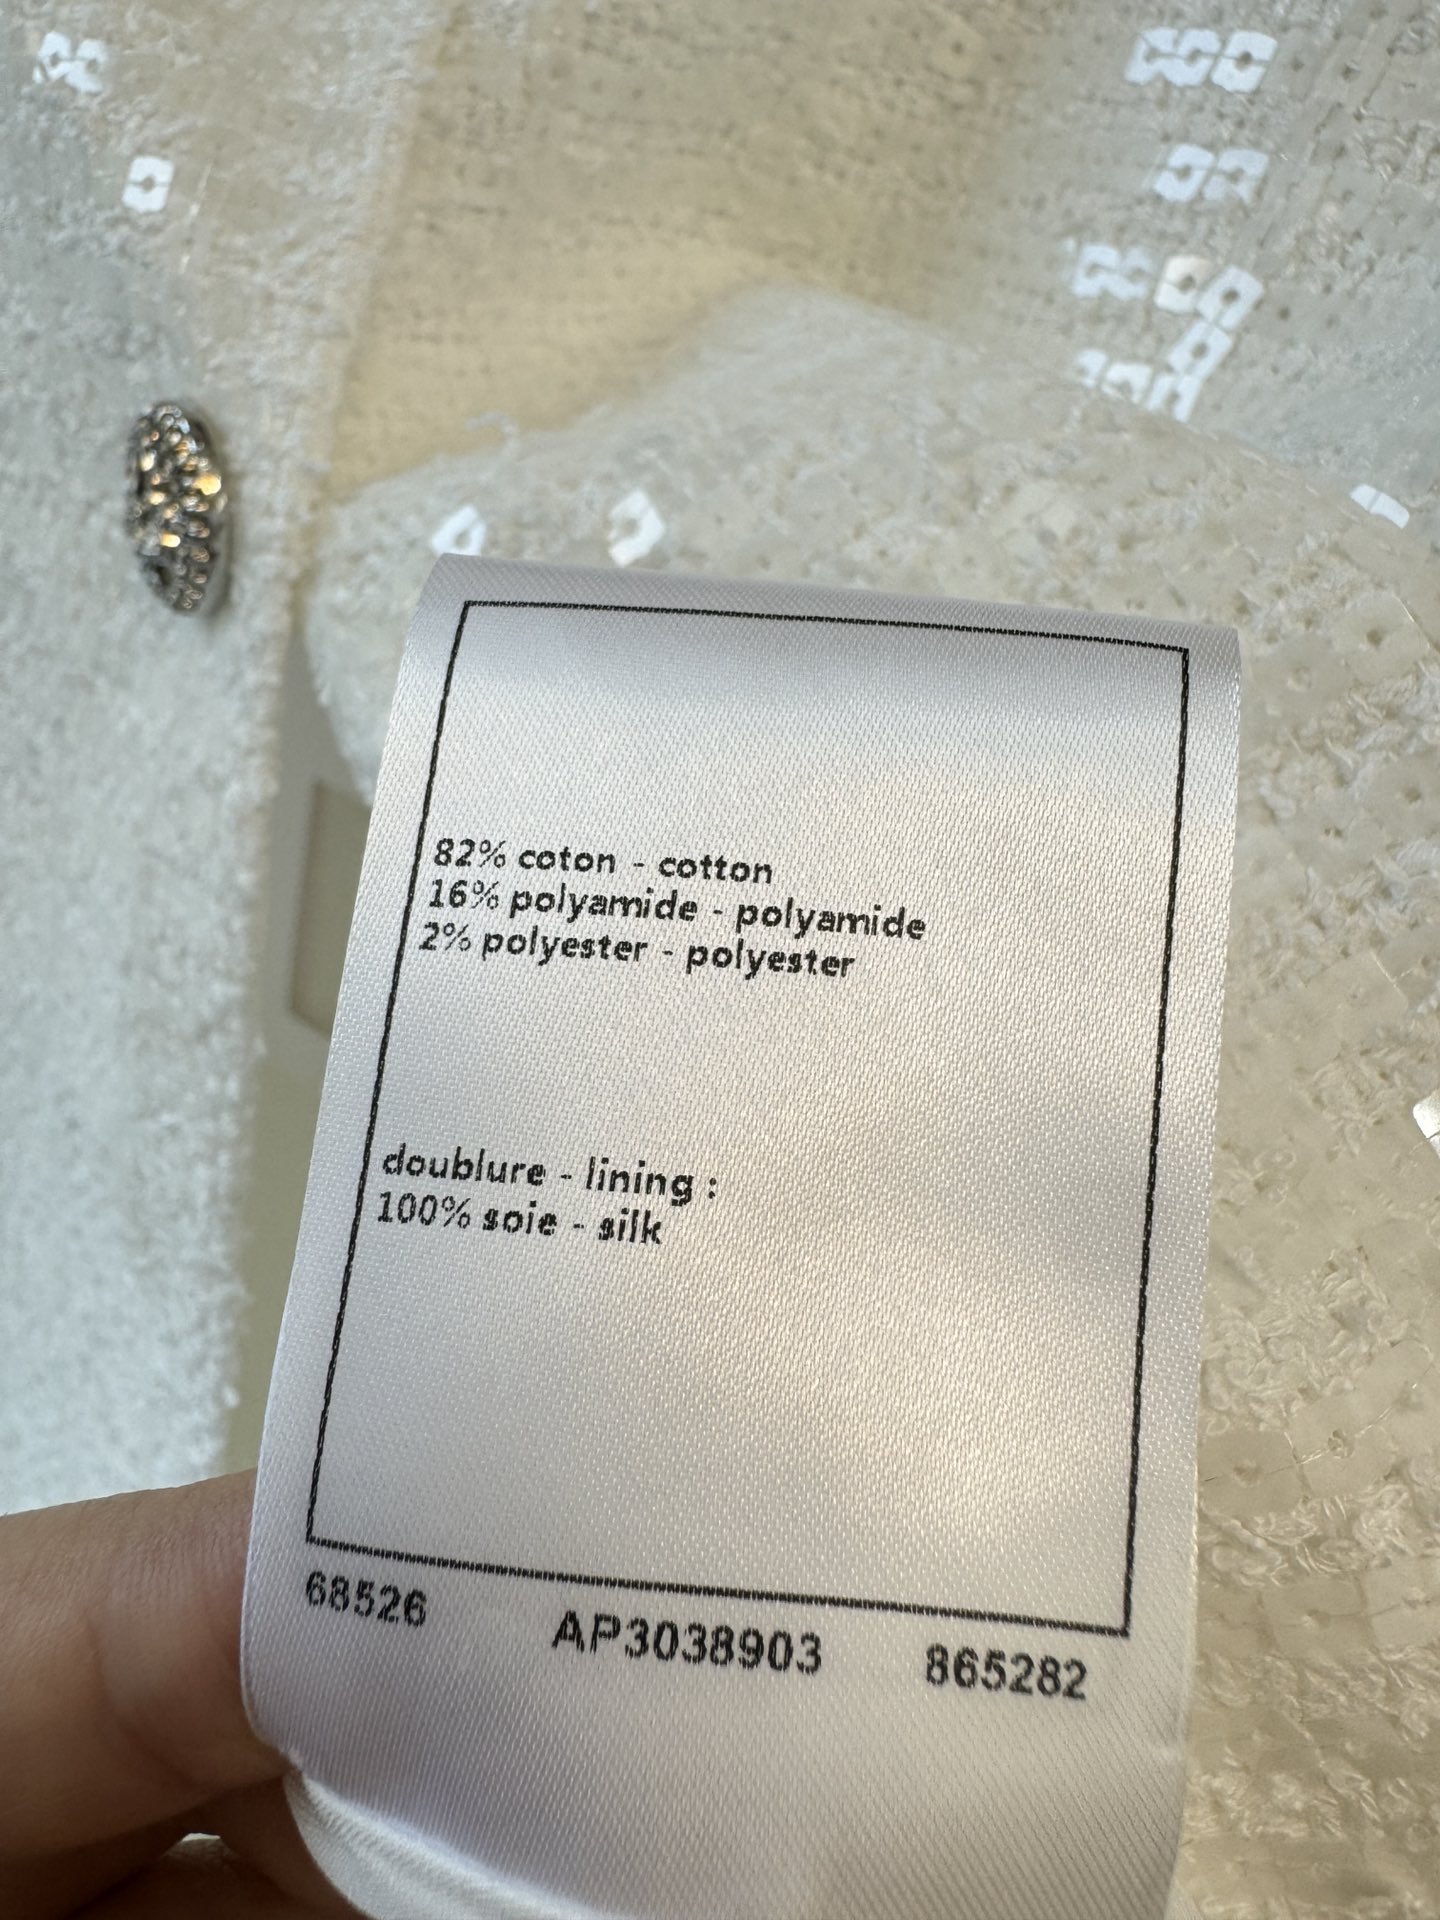 82% coton - cotton
16% polyamide - polyamide
2% polyester - polyester
doublure - lining :
100% soie - silk
68526 AP3038903 865282